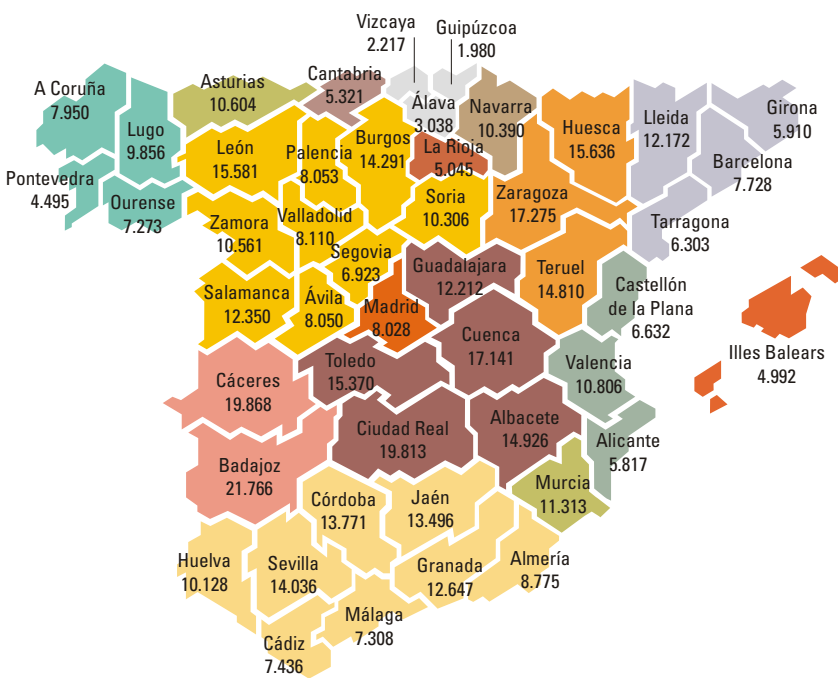 Vizcaya
2.217
Guipúzcoa
1.980
A Coruña
7.950
Lugo
9.856
Asturias
10.604
Cantabria
5.321
Álava
3.038
Navarra
10.390
Huesca
15.636
Lleida
12.172
Girona
5.910
Pontevedra
4.495
Ourense
7.273
León
15.581
Palencia
8.053
Burgos
14.291
La Rioja
5.045
Barcelona
7.728
Zamora
10.561
Valladolid
8.110
Soria
10.306
Zaragoza
17.275
Tarragona
6.303
Segovia
6.923
Guadalajara
12.212
Teruel
14.810
Castellón
de la Plana
6.632
Salamanca
12.350
Ávila
8.050
Madrid
8.028
Cuenca
17.141
Illes Balears
4.992
Toledo
15.370
Valencia
10.806
Cáceres
19.868
Ciudad Real
19.813
Albacete
14.926
Alicante
5.817
Badajoz
21.766
Murcia
11.313
Córdoba
13.771
Jaén
13.496
Huelva
10.128
Sevilla
14.036
Granada
12.647
Almería
8.775
Málaga
7.308
Cádiz
7.436